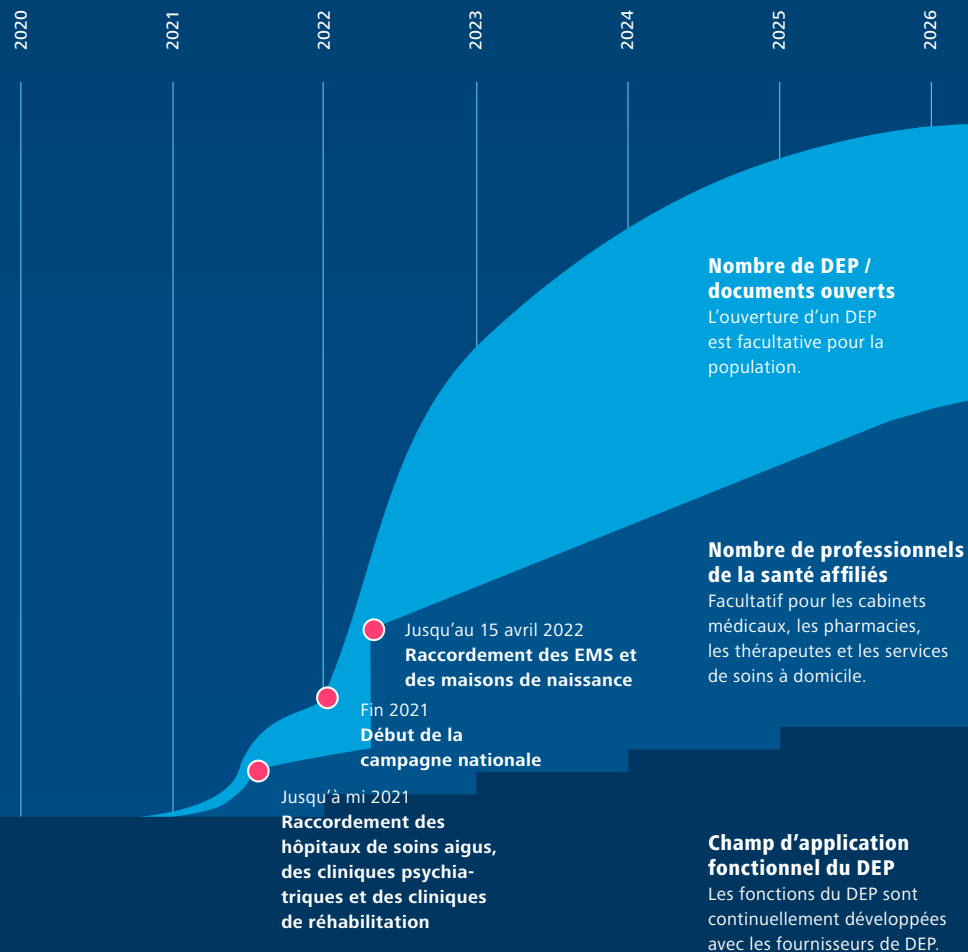 2020
2021
2022
2023
2024
2025
2026
Nombre de DEP /
documents ouverts
L'ouverture d'un DEP
est facultative pour la
population.
Nombre de professionnels
de la santé affiliés
Facultatif pour les cabinets
médicaux, les pharmacies,
les thérapeutes et les services
de soins à domicile.
Jusqu'au 15 avril 2022
Raccordement des EMS et
des maisons de naissance
Fin 2021
Début de la
campagne nationale
Jusqu'à mi 2021
Raccordement des
hôpitaux de soins aigus,
des cliniques psychia-
triques et des cliniques
de réhabilitation
Champ d'application
fonctionnel du DEP
Les fonctions du DEP sont
continuellement développées
avec les fournisseurs de DEP.